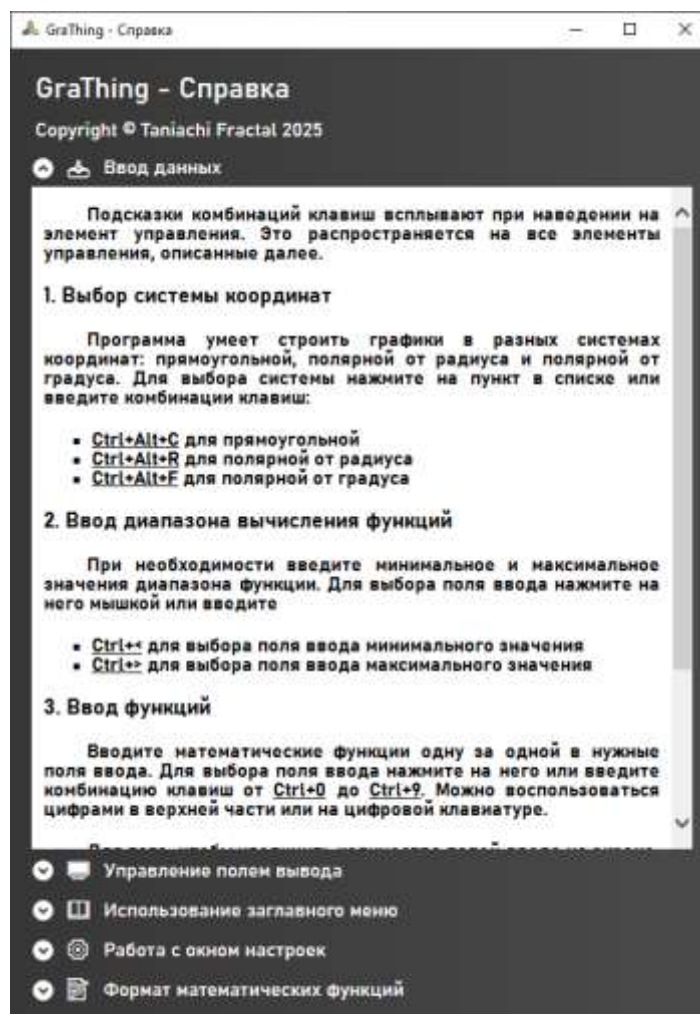 GraThing - Справка
GraThing - Справка
Copyright © Taniachi Fractal 2025
Ввод данных
Подсказки комбинаций клавиш всплывают при наведении на
элемент управления. Это распространяется на все элементы
управления, описанные далее.
1. Выбор системы координат
Программа умеет строить графики в разных системах
координат: прямоугольной, полярной от радиуса и полярной от
градуса. Для выбора системы нажмите на пункт в списке или
введите комбинации клавиш:
▪ Ctrl+Alt+C для прямоугольной
▪ Ctrl+Alt+R для полярной от радиуса
▪ Ctrl+Alt+F для полярной от градуса
2. Ввод диапазона вычисления функций
При необходимости введите минимальное и максимальное
значения диапазона функции. Для выбора поля ввода нажмите на
него мышкой или введите
▪ Ctrl+< для выбора поля ввода минимального значения
▪ Ctrl+> для выбора поля ввода максимального значения
3. Ввод функций
Вводите математические функции одну за одной в нужные
поля ввода. Для выбора поля ввода нажмите на него или введите
комбинацию клавиш от Ctrl+0 до Ctrl+9. Можно воспользоваться
цифрами в верхней части или на цифровой клавиатуре.
Управление полем вывода
Использование заглавного меню
Работа с окном настроек
Формат математических функций